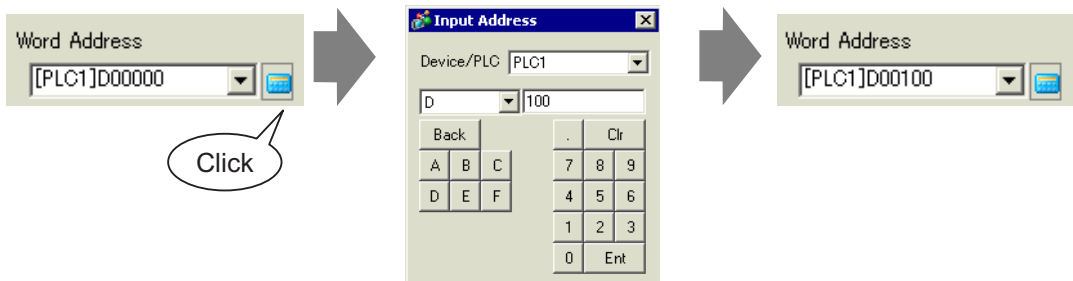 Word Address
[PLC1]D00000
Click
Input Address
Device/PLC PLC1
D 100
Back . Clr
A B C 7 8 9
D E F 4 5 6
1 2 3
0 Ent
Word Address
[PLC1]D00100